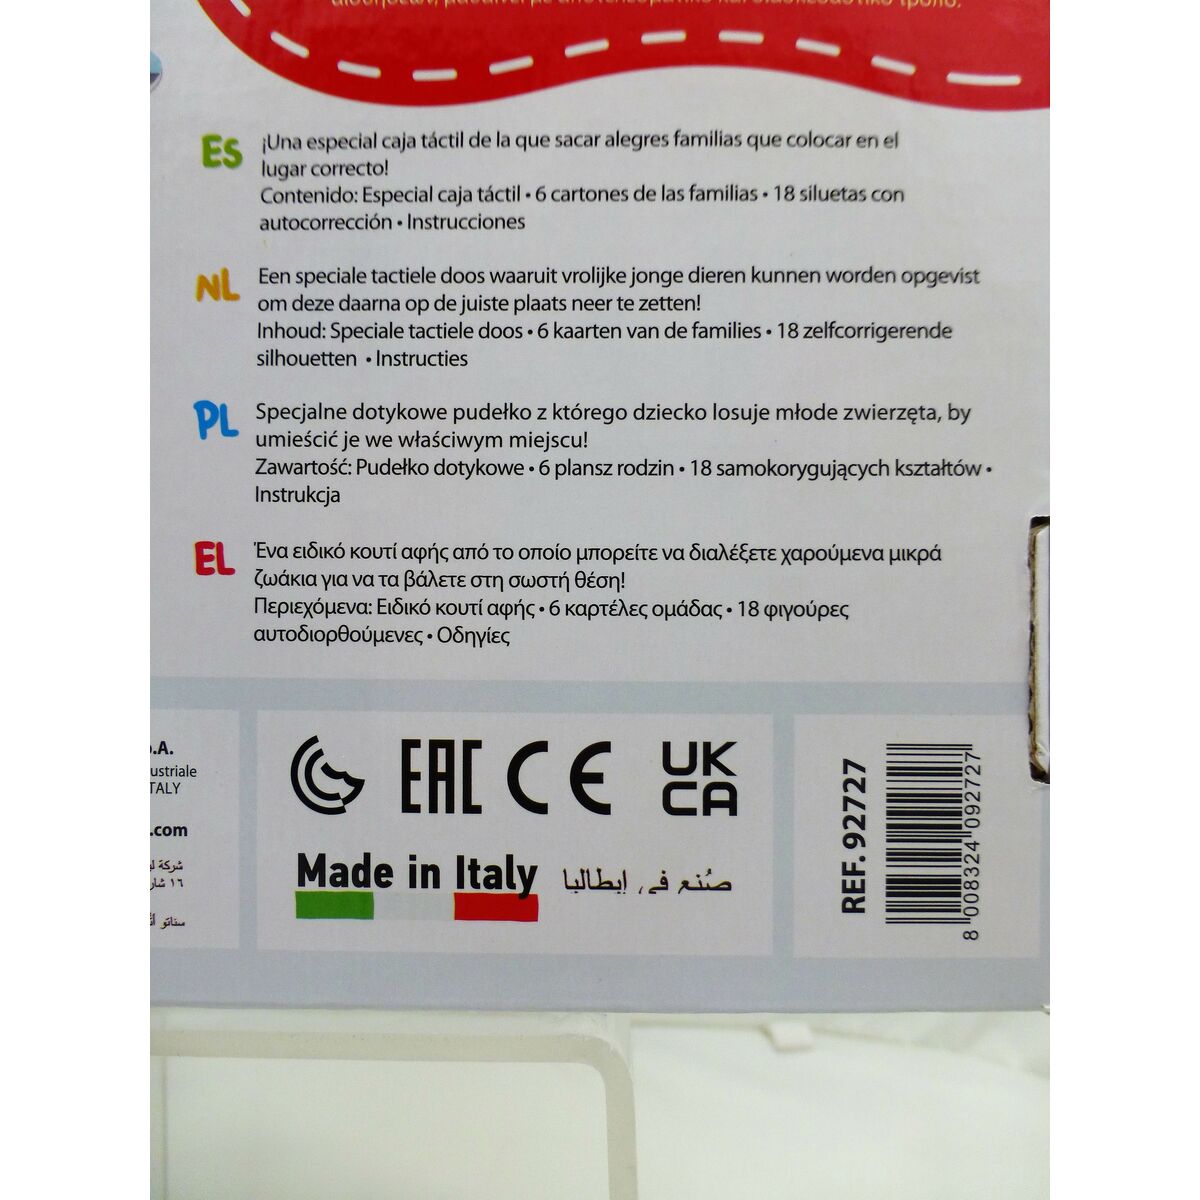 ES
¡Una especial caja táctil de la que sacar alegres familias que colocar en el
lugar correcto!
Contenido: Especial caja táctil • 6 cartones de las familias • 18 siluetas con
autocorrección • Instrucciones
NL
Een speciale tactiele doos waaruit vrolijke jonge dieren kunnen worden opgevist
om deze daarna op de juiste plaats neer te zetten!
Inhoud: Speciale tactiele doos • 6 kaarten van de families • 18 zelfcorrigerende
silhouetten • Instructies
PL
Specjalne dotykowe pudełko z którego dziecko losuje młode zwierzęta, by
umieścić je we właściwym miejscu!
Zawartość: Pudełko dotykowe • 6 plansz rodzin • 18 samokorygujących kształtów •
Instrukcja
EL
Ένα ειδικό κουτί αφής από το οποίο μπορείτε να διαλέξετε χαρούμενα μικρά
ζωάκια για να τα βάλετε στη σωστή θέση!
Περιεχόμενα: Ειδικό κουτί αφής • 6 καρτέλες ομάδας • 18 φιγούρες
αυτοδιορθούμενες • Οδηγίες
.A.
ustriale
TALY
.com
شركة
١٦
EAC CE UK
CA
Made in Italy صُنع في إيطاليا
REF. 92727
8 008324 092727